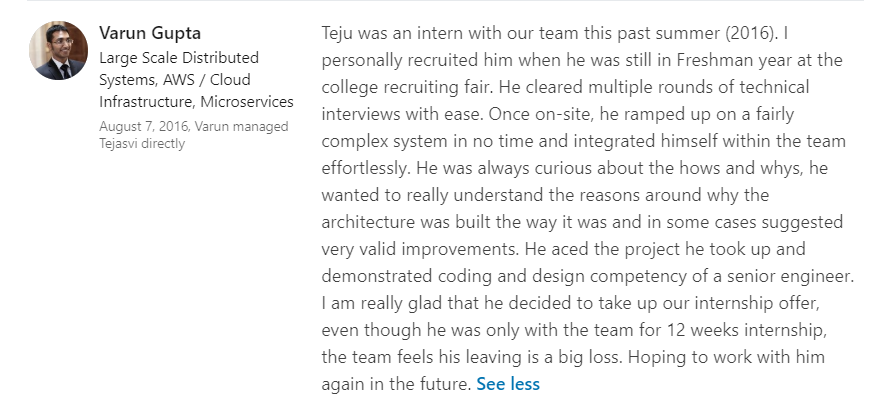 Varun Gupta
Large Scale Distributed
Systems, AWS / Cloud
Infrastructure, Microservices
August 7, 2016, Varun managed
Tejasvi directly
Teju was an intern with our team this past summer (2016). I
personally recruited him when he was still in Freshman year at the
college recruiting fair. He cleared multiple rounds of technical
interviews with ease. Once on-site, he ramped up on a fairly
complex system in no time and integrated himself within the team
effortlessly. He was always curious about the hows and whys, he
wanted to really understand the reasons around why the
architecture was built the way it was and in some cases suggested
very valid improvements. He aced the project he took up and
demonstrated coding and design competency of a senior engineer.
I am really glad that he decided to take up our internship offer,
even though he was only with the team for 12 weeks internship,
the team feels his leaving is a big loss. Hoping to work with him
again in the future. See less